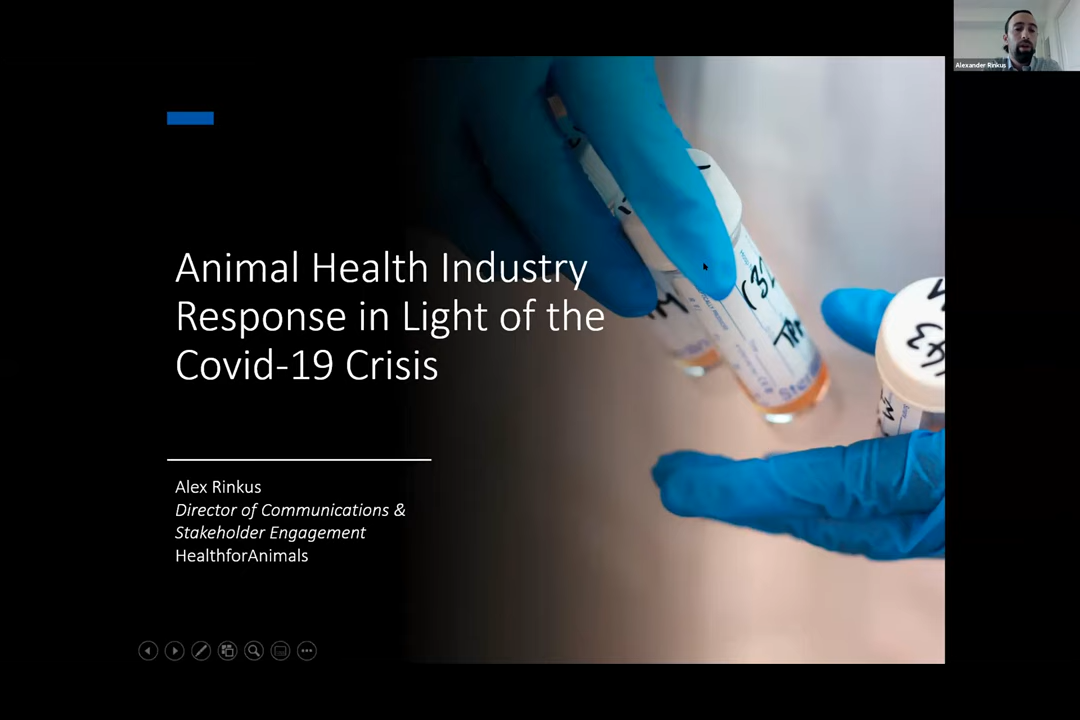 Alexander Rinkus
Animal Health Industry
Response in Light of the
Covid-19 Crisis
Alex Rinkus
Director of Communications &
Stakeholder Engagement
HealthforAnimals